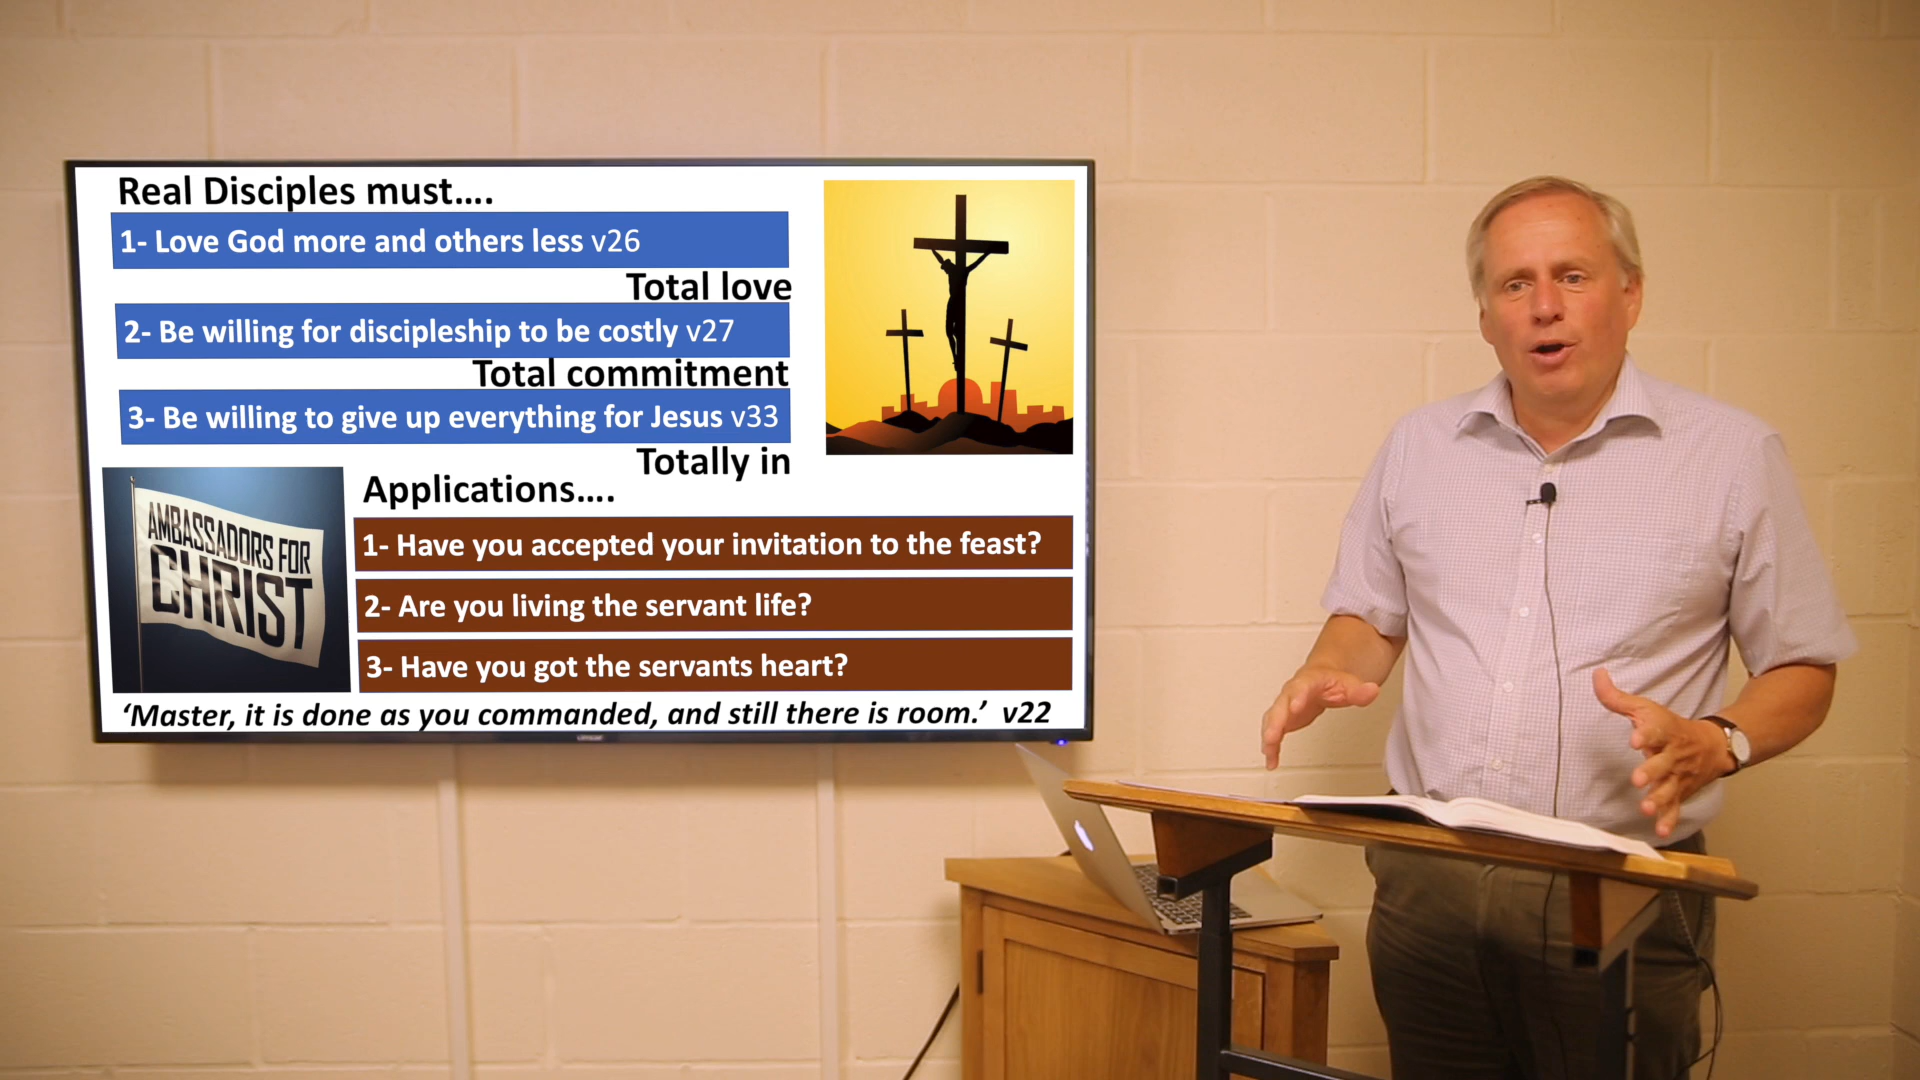 Real Disciples must....
1- Love God more and others less v26
Total love
2- Be willing for discipleship to be costly v27
Total commitment
3- Be willing to give up everything for Jesus v33
Totally in
AMBASSADORS FOR
CHRIST
Applications....
1- Have you accepted your invitation to the feast?
2- Are you living the servant life?
3- Have you got the servants heart?
‘Master, it is done as you commanded, and still there is room.’ v22